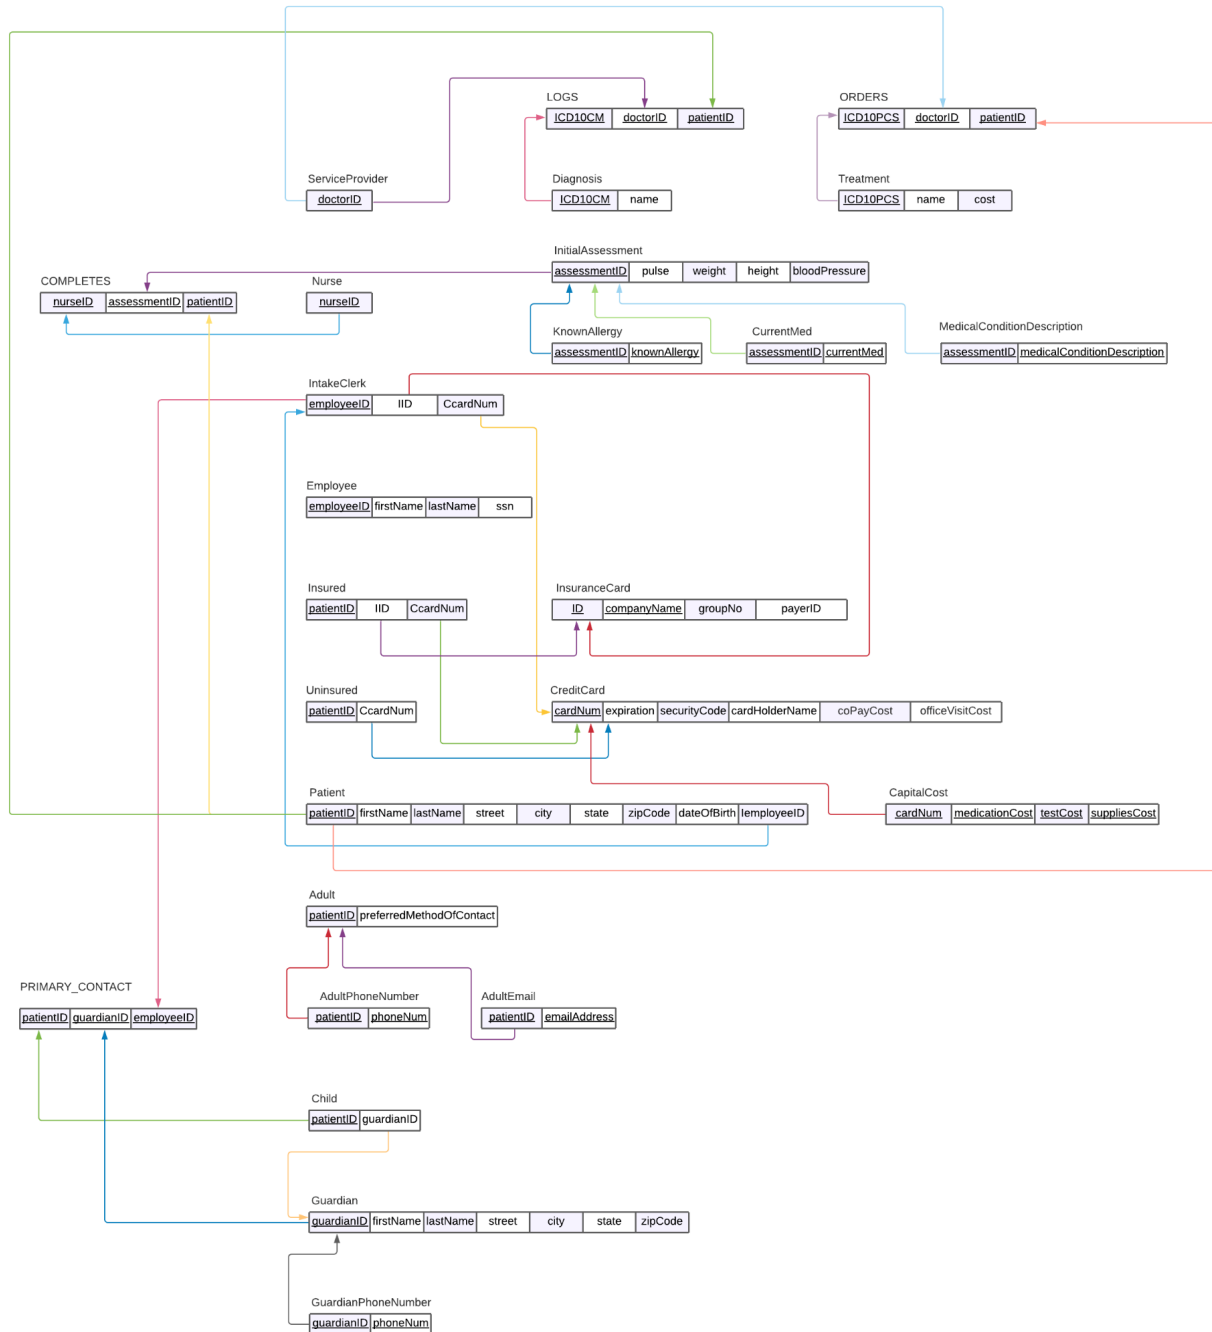 LOGS
ICD10CM doctorID patientID
ORDERS
ICD10PCS doctorID patientID
ServiceProvider
doctorID
Diagnosis
ICD10CM name
Treatment
ICD10PCS name cost
InitialAssessment
assessmentID pulse weight height bloodPressure
COMPLETES
nurseID assessmentID patientID
Nurse
nurseID
KnownAllergy
assessmentID knownAllergy
CurrentMed
assessmentID currentMed
MedicalConditionDescription
assessmentID medicalConditionDescription
IntakeClerk
employeeID IID CcardNum
Employee
employeeID firstName lastName ssn
Insured
patientID IID CcardNum
InsuranceCard
ID companyName groupNo payerID
Uninsured
patientID CcardNum
CreditCard
cardNum expiration securityCode cardHolderName coPayCost officeVisitCost
Patient
patientID firstName lastName street city state zipCode dateOfBirth IemployeeID
CapitalCost
cardNum medicationCost testCost suppliesCost
Adult
patientID preferredMethodOfContact
PRIMARY_CONTACT
patientID guardianID employeeID
AdultPhoneNumber
patientID phoneNum
AdultEmail
patientID emailAddress
Child
patientID guardianID
Guardian
guardianID firstName lastName street city state zipCode
GuardianPhoneNumber
guardianID phoneNum